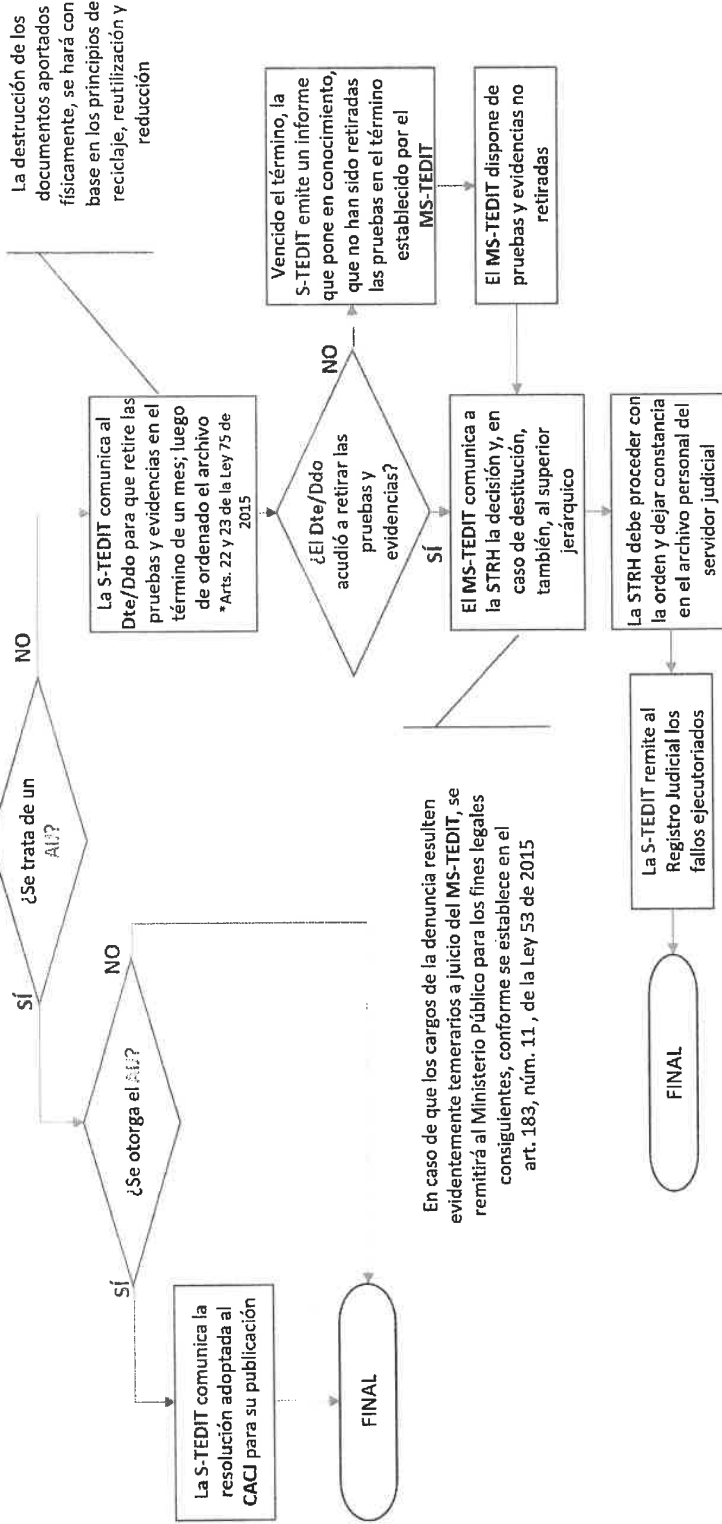 ¿Se trata de un
AIJ?
SÍ
NO
¿Se otorga el AIJ?
SÍ
NO
La S-TEDIT comunica la
resolución adoptada al
CACJ para su publicación
FINAL
La S-TEDIT comunica al
Dte/Ddo para que retire las
pruebas y evidencias en el
término de un mes; luego
de ordenado el archivo
*Arts. 22 y 23 de la Ley 75 de
2015
La destrucción de los
documentos aportados
físicamente, se hará con
base en los principios de
reciclaje, reutilización y
reducción
¿El Dte/Ddo
acudió a retirar las
pruebas y
evidencias?
NO
SÍ
Vencido el término, la
S-TEDIT emite un informe
que pone en conocimiento,
que no han sido retiradas
las pruebas en el término
establecido por el
MS-TEDIT
El MS-TEDIT dispone de
pruebas y evidencias no
retiradas
El MS-TEDIT comunica a
la STRH la decisión y, en
caso de destitución,
también, al superior
jerárquico
En caso de que los cargos de la denuncia resulten
evidentemente temerarios a juicio del MS-TEDIT, se
remitirá al Ministerio Público para los fines legales
consiguientes, conforme se establece en el
art. 183, núm. 11 , de la Ley 53 de 2015
La STRH debe proceder con
la orden y dejar constancia
en el archivo personal del
servidor judicial
La S-TEDIT remite al
Registro Judicial los
fallos ejecutoriados
FINAL